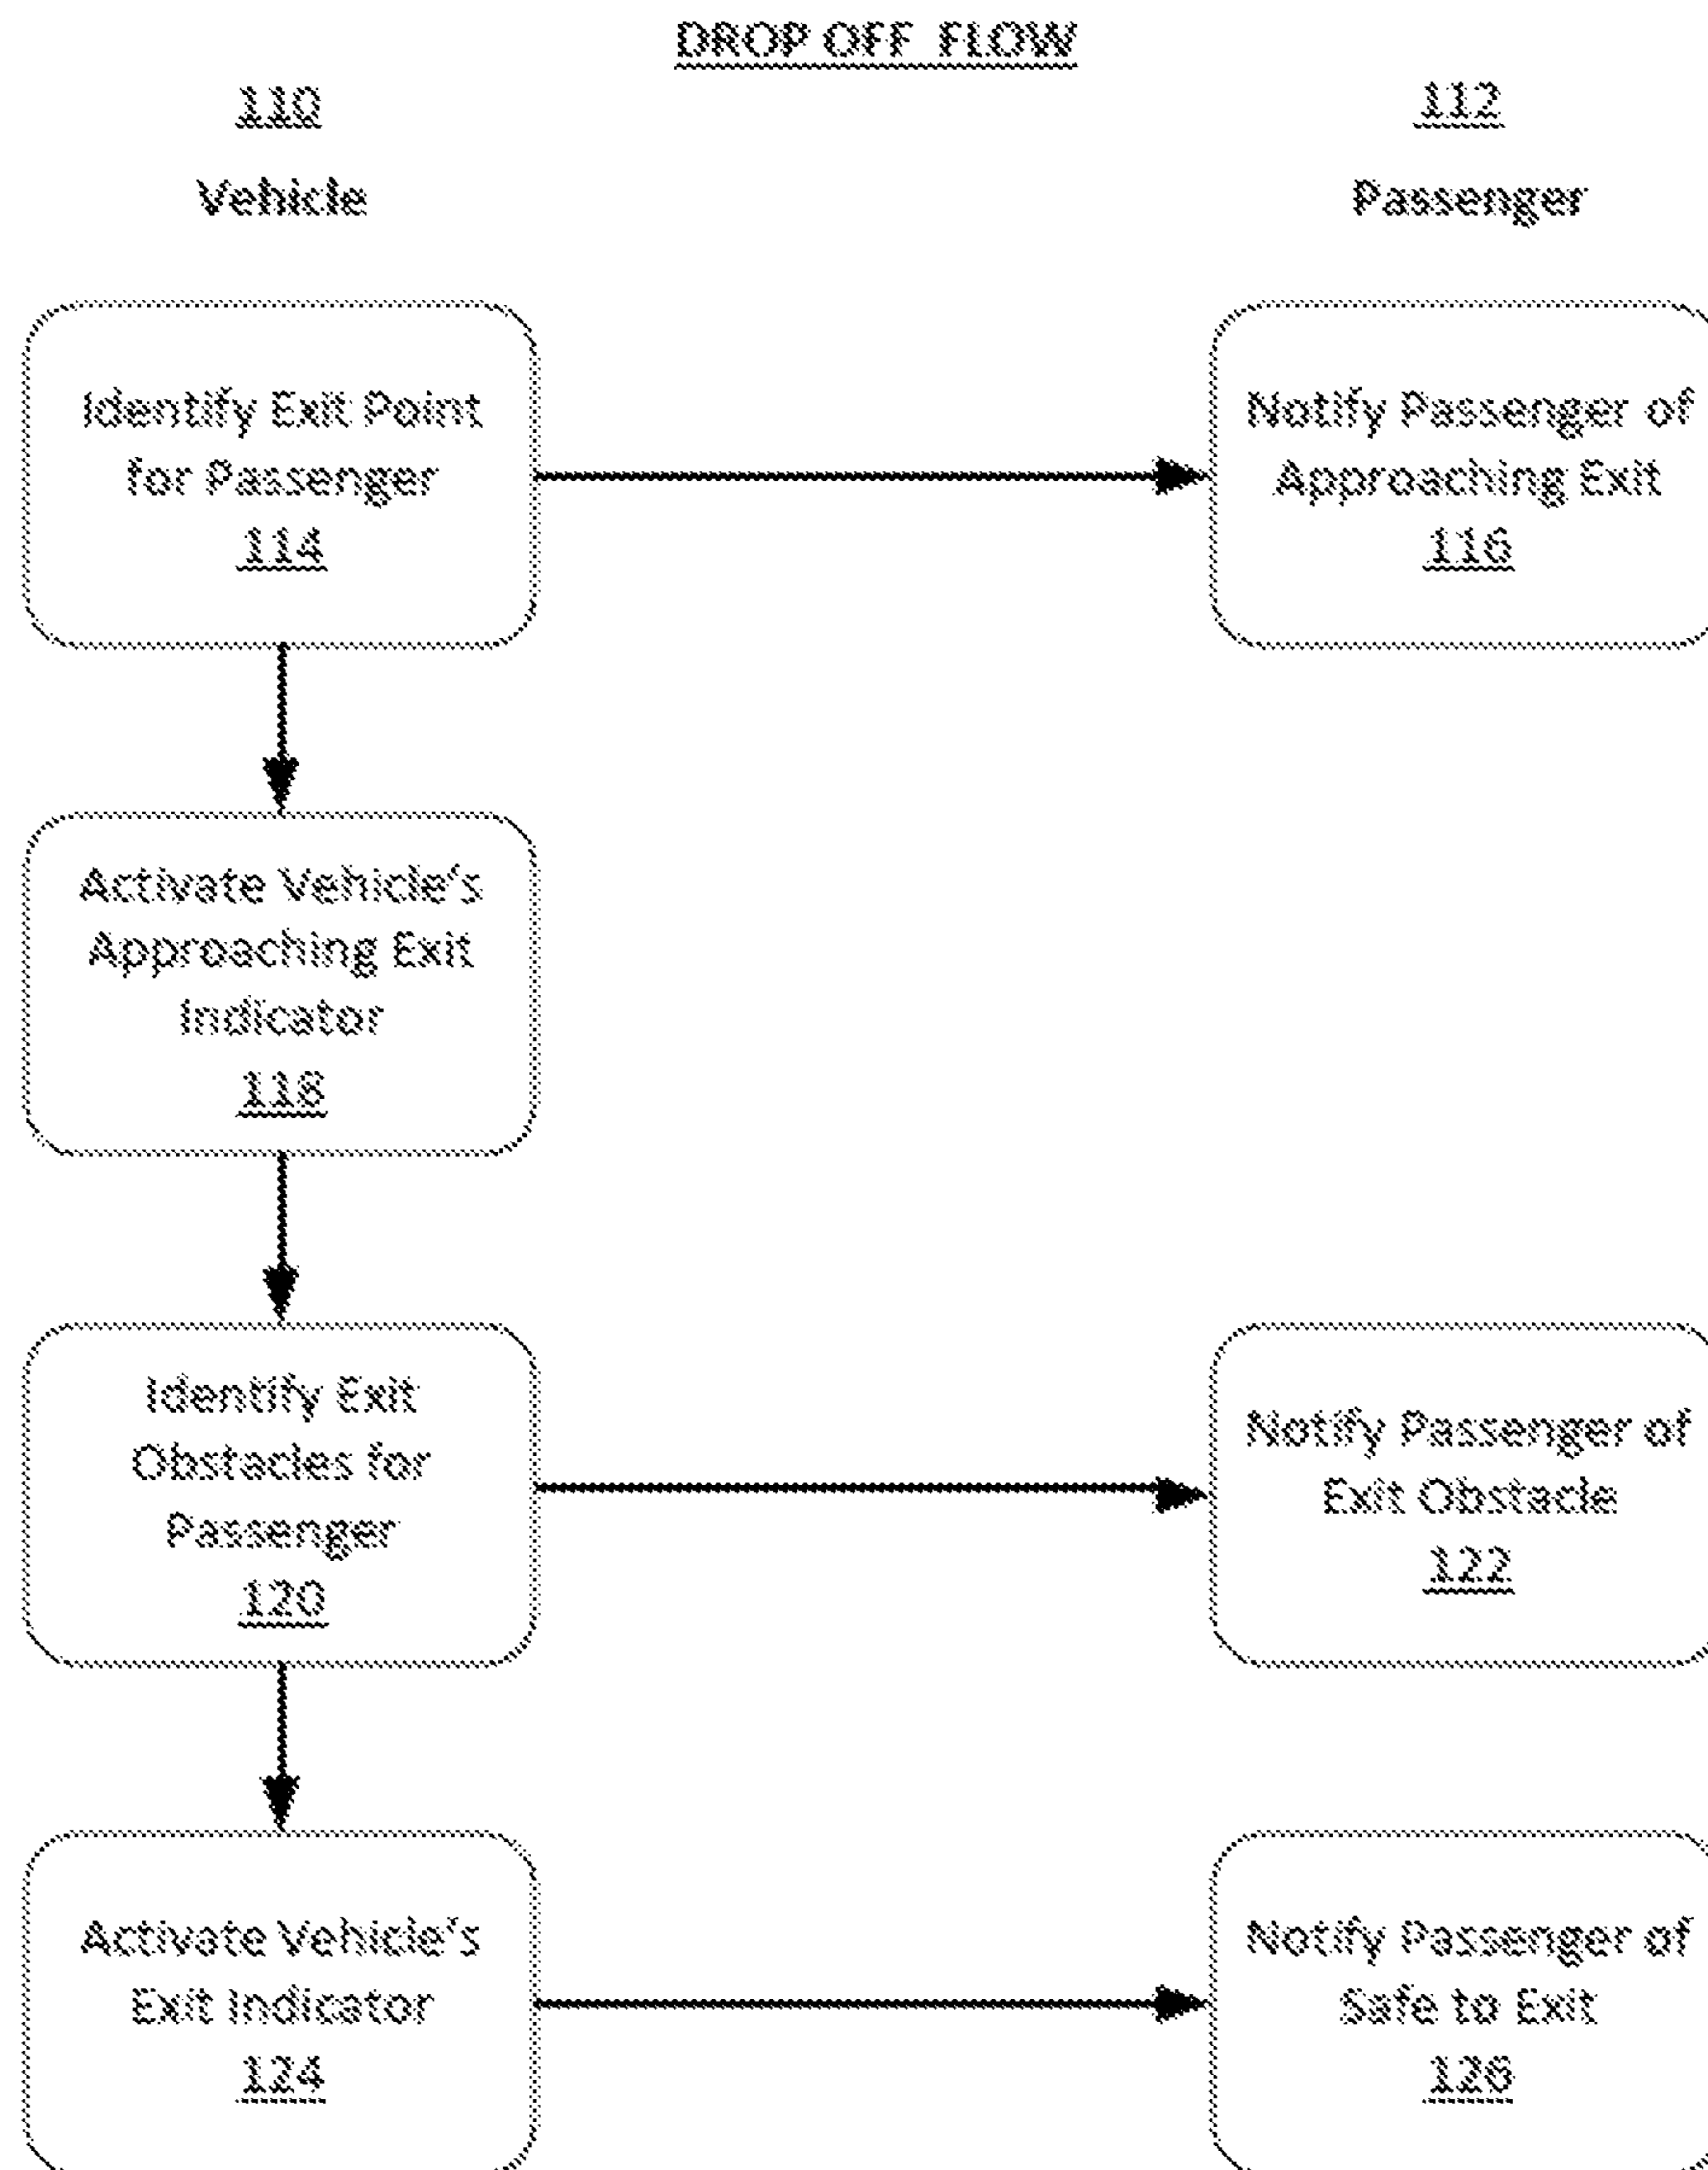 DROP OFF FLOW
110
Vehicle
112
Passenger
Identify Exit Point
for Passenger
114
Notify Passenger of
Approaching Exit
116
Activate Vehicle's
Approaching Exit
Indicator
118
Identify Exit
Obstacles for
Passenger
120
Notify Passenger of
Exit Obstacle
122
Activate Vehicle's
Exit Indicator
124
Notify Passenger of
Safe to Exit
126